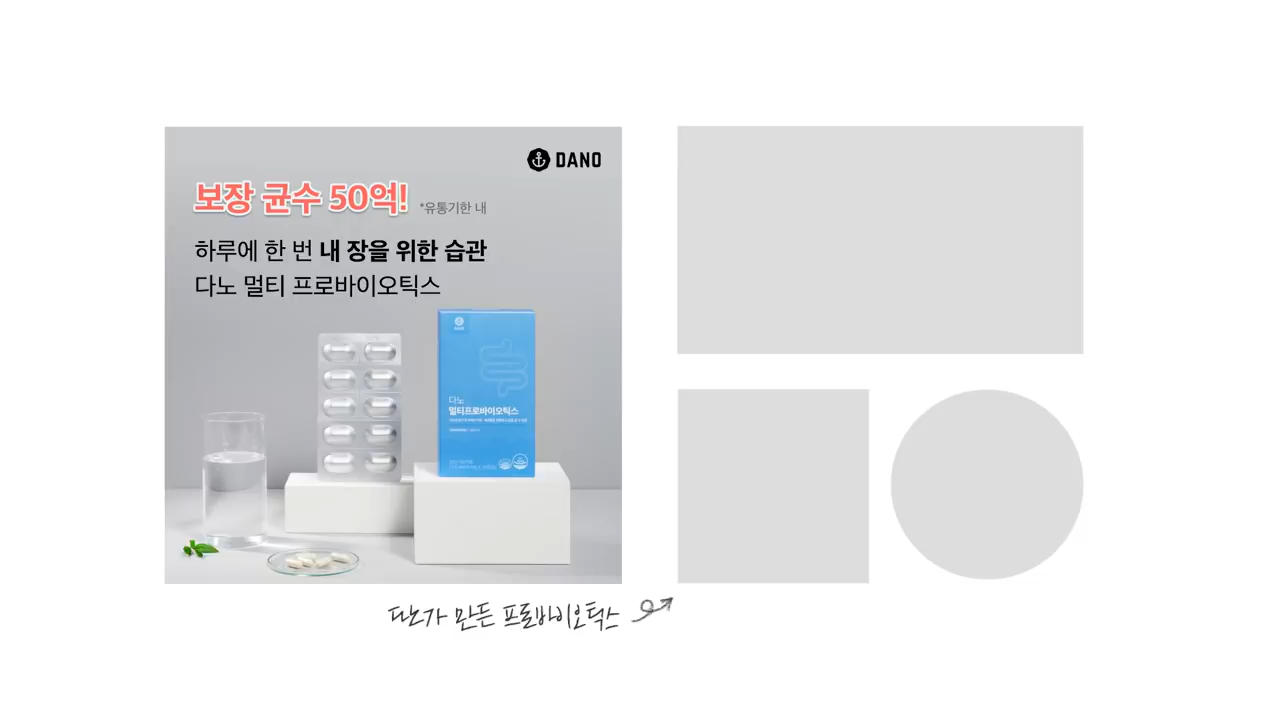 DANO
보장 균수 50억! *유통기한 내
하루에 한 번 내 장을 위한 습관
다노 멀티 프로바이오틱스
다노
멀티프로바이오틱스
다노가 만든 프로바이오틱스